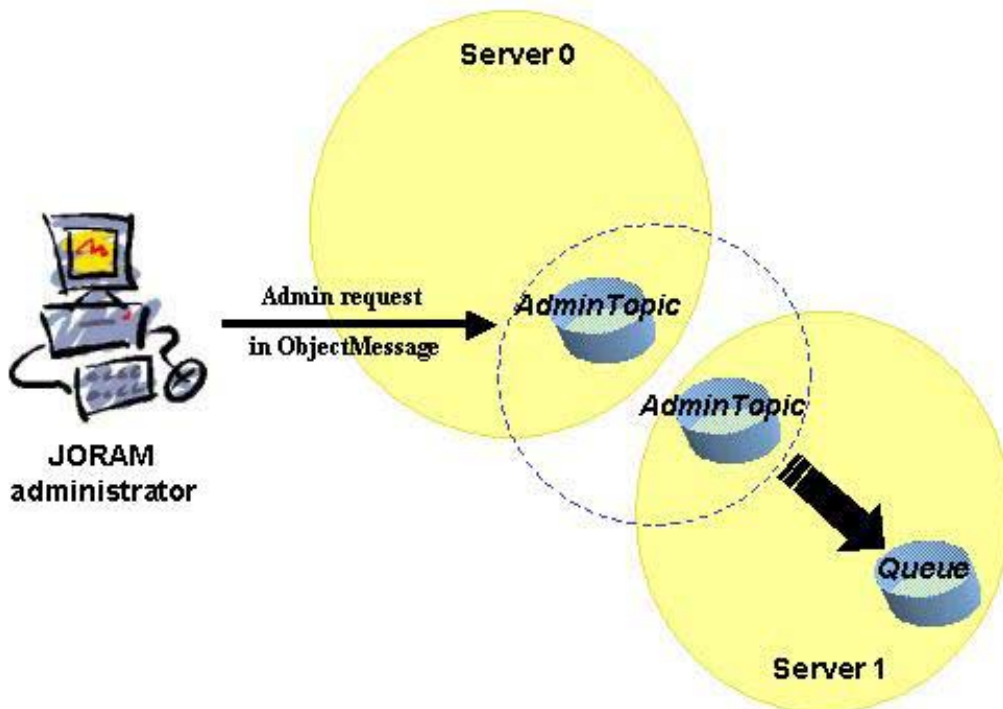 Server 0
Admin request
in ObjectMessage
AdminTopic
AdminTopic
JORAM
administrator
Queue
Server 1